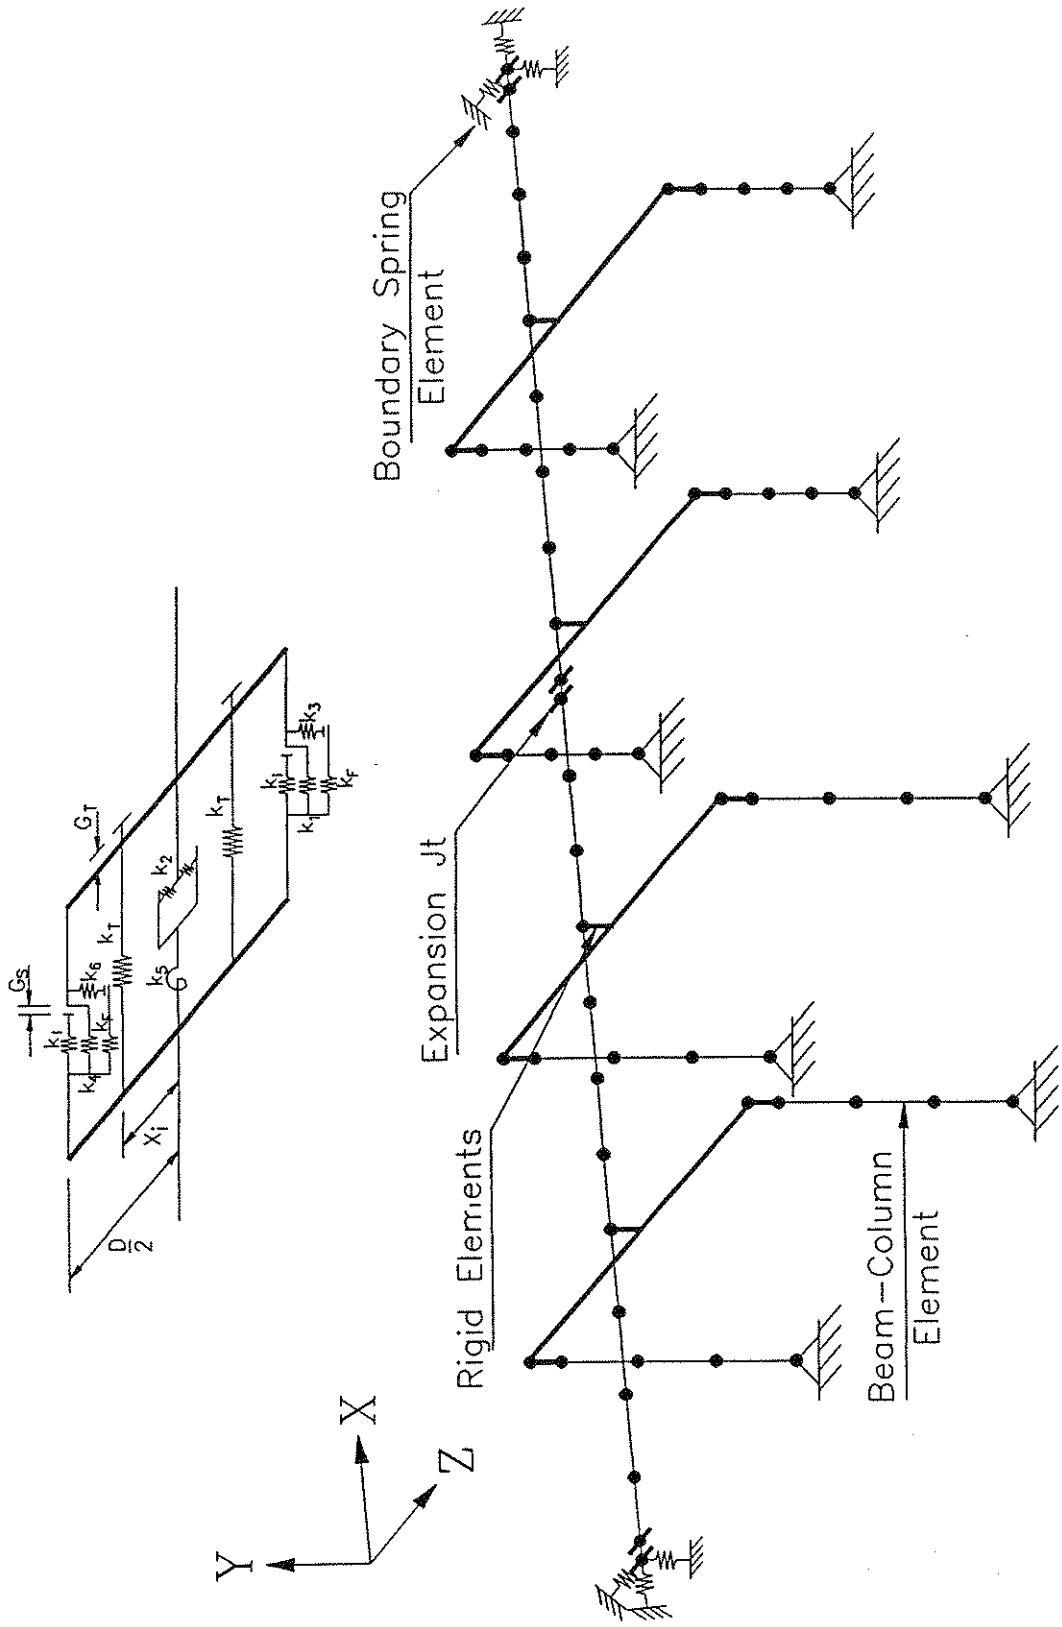 Gs
k1
k4
kF
k6
kT
GT
k5
k2
kT
Xi
D
2
k1
k1
kF
k3
Y
X
Z
Boundary Spring
Element
Expansion Jt
Rigid Elements
Beam-Column
Element